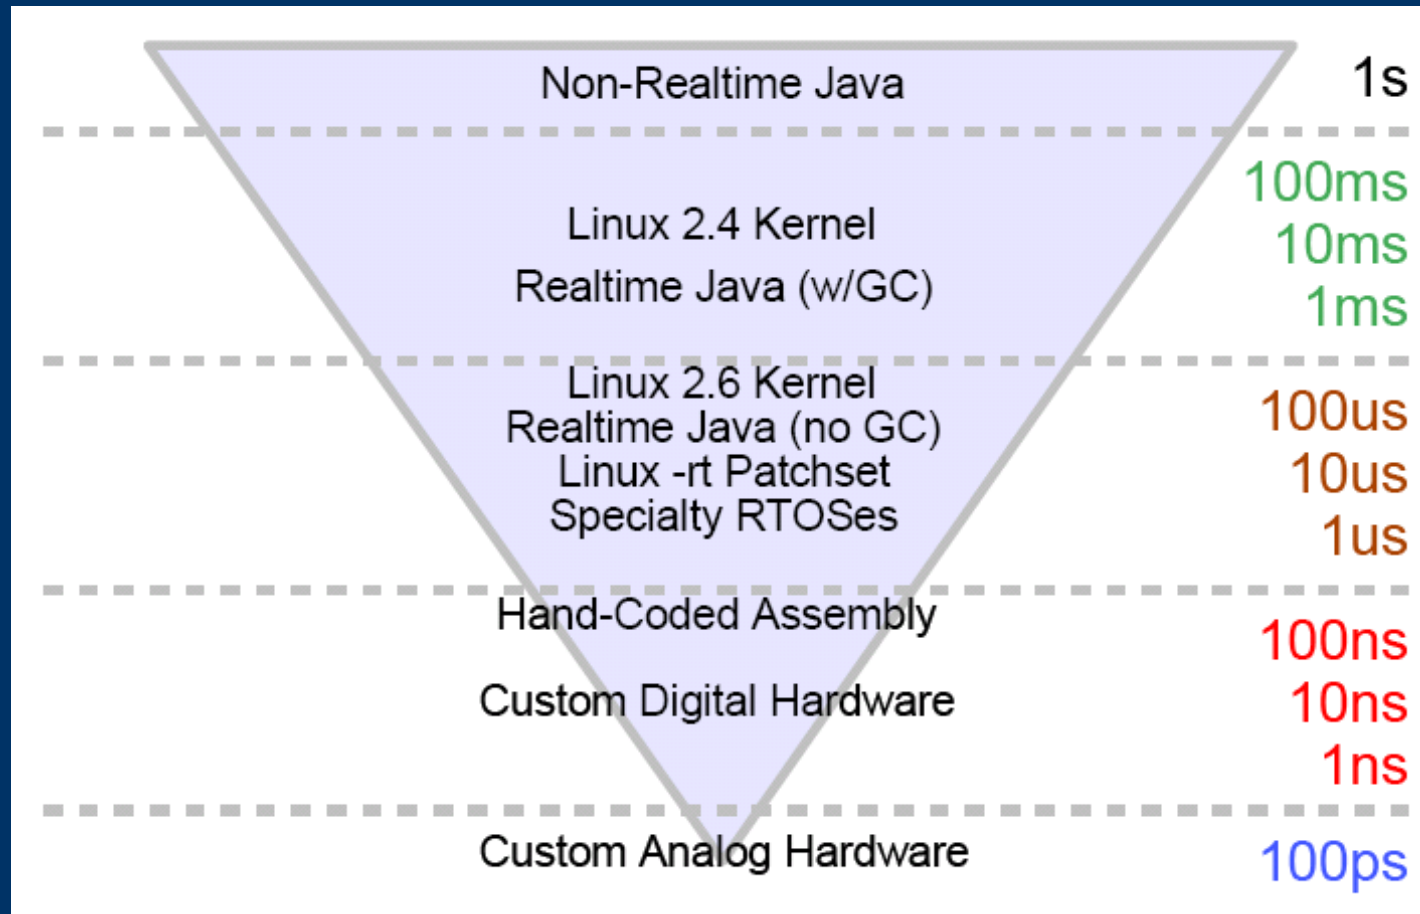 Non-Realtime Java
1s
100ms
Linux 2.4 Kernel
10ms
Realtime Java (w/GC)
1ms
Linux 2.6 Kernel
100us
Realtime Java (no GC)
Linux -rt Patchset
10us
Specialty RTOSes
1us
Hand-Coded Assembly
100ns
Custom Digital Hardware
10ns
1ns
Custom Analog Hardware
100ps